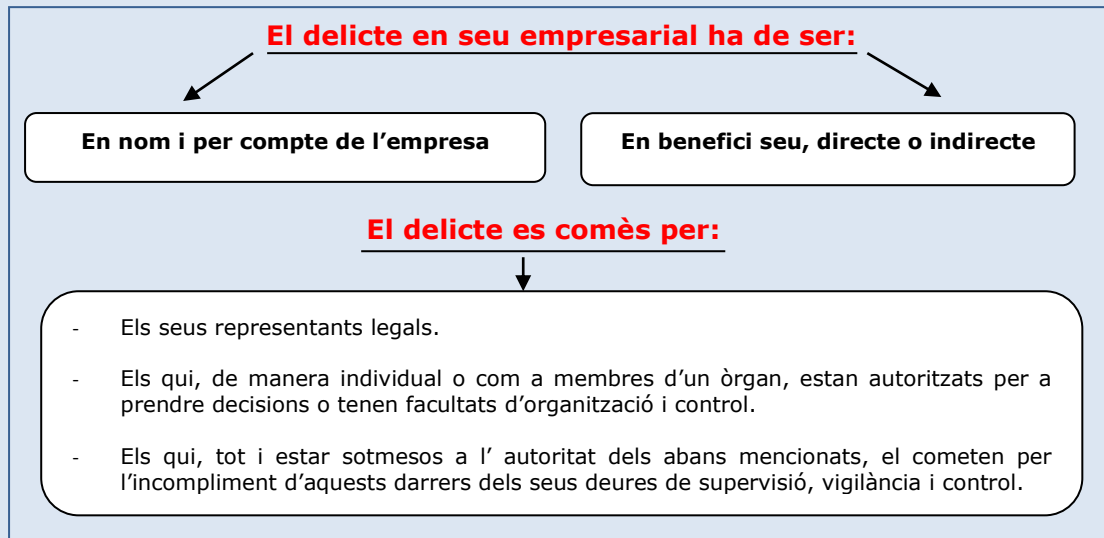 El delicte en seu empresarial ha de ser:
En nom i per compte de l’empresa
En benefici seu, directe o indirecte
El delicte es comès per:
- Els seus representants legals.
- Els qui, de manera individual o com a membres d’un òrgan, estan autoritzats per a
prendre decisions o tenen facultats d’organització i control.
- Els qui, tot i estar sotmesos a l’ autoritat dels abans mencionats, el cometen per
l’incompliment d’aquests darrers dels seus deures de supervisió, vigilància i control.